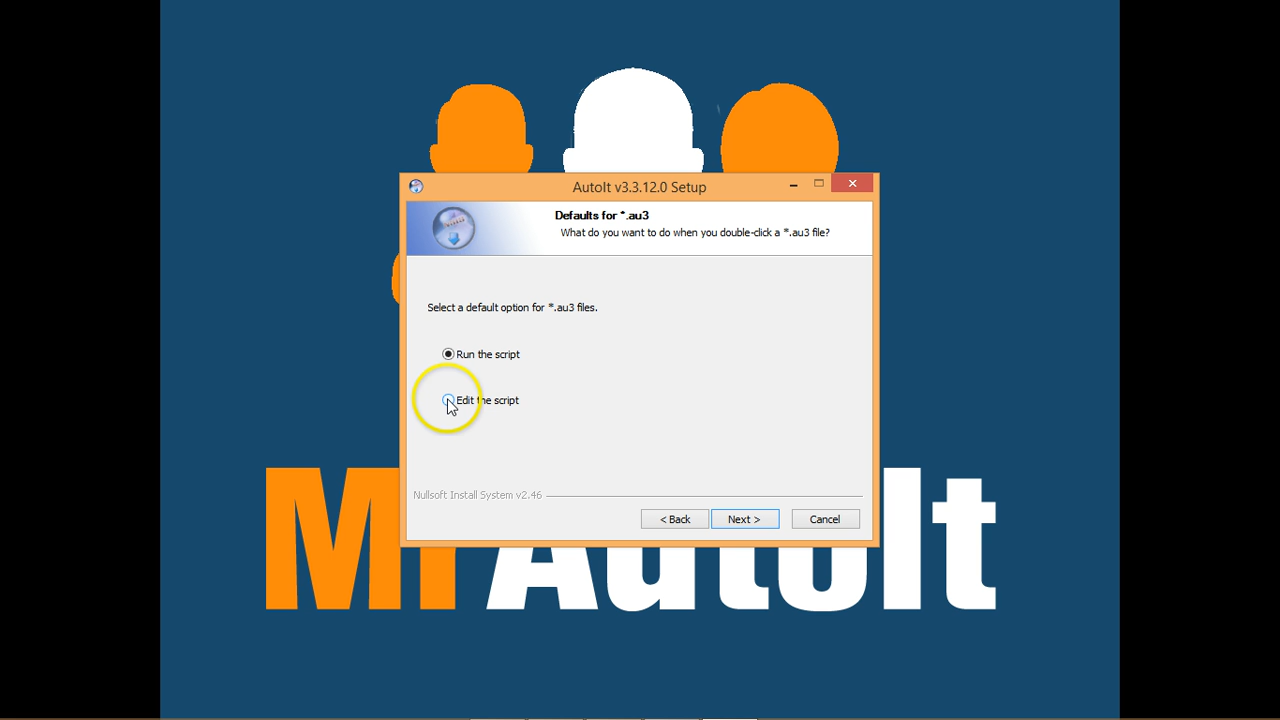 AutoIt v3.3.12.0 Setup
Defaults for *.au3
What do you want to do when you double-click a *.au3 file?
Select a default option for *.au3 files.
Run the script
Edit the script
Nullsoft Install System v2.46
< Back
Next >
Cancel
MrAutoIt